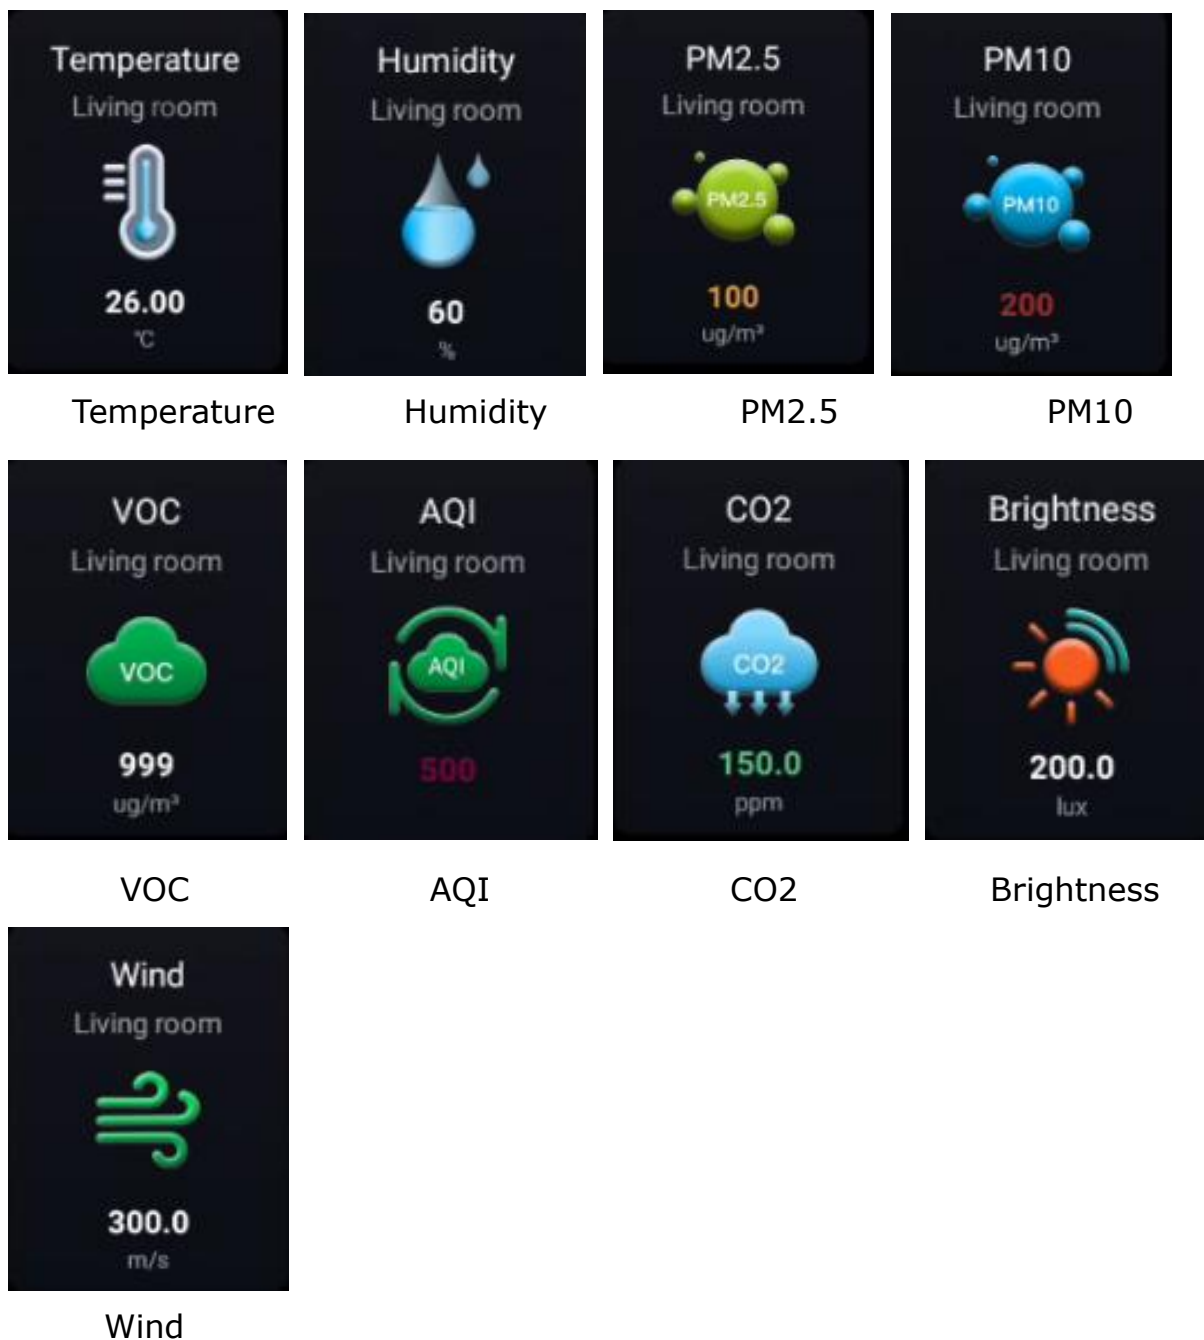 Temperature
Living room
26.00
℃
Humidity
Living room
60
%
PM2.5
Living room
PM2.5
100
ug/m³
PM10
Living room
PM10
200
ug/m³
Temperature
Humidity
PM2.5
PM10
VOC
Living room
VOC
999
ug/m³
AQI
Living room
AQI
500
CO2
Living room
CO2
150.0
ppm
Brightness
Living room
200.0
lux
VOC
AQI
CO2
Brightness
Wind
Living room
300.0
m/s
Wind